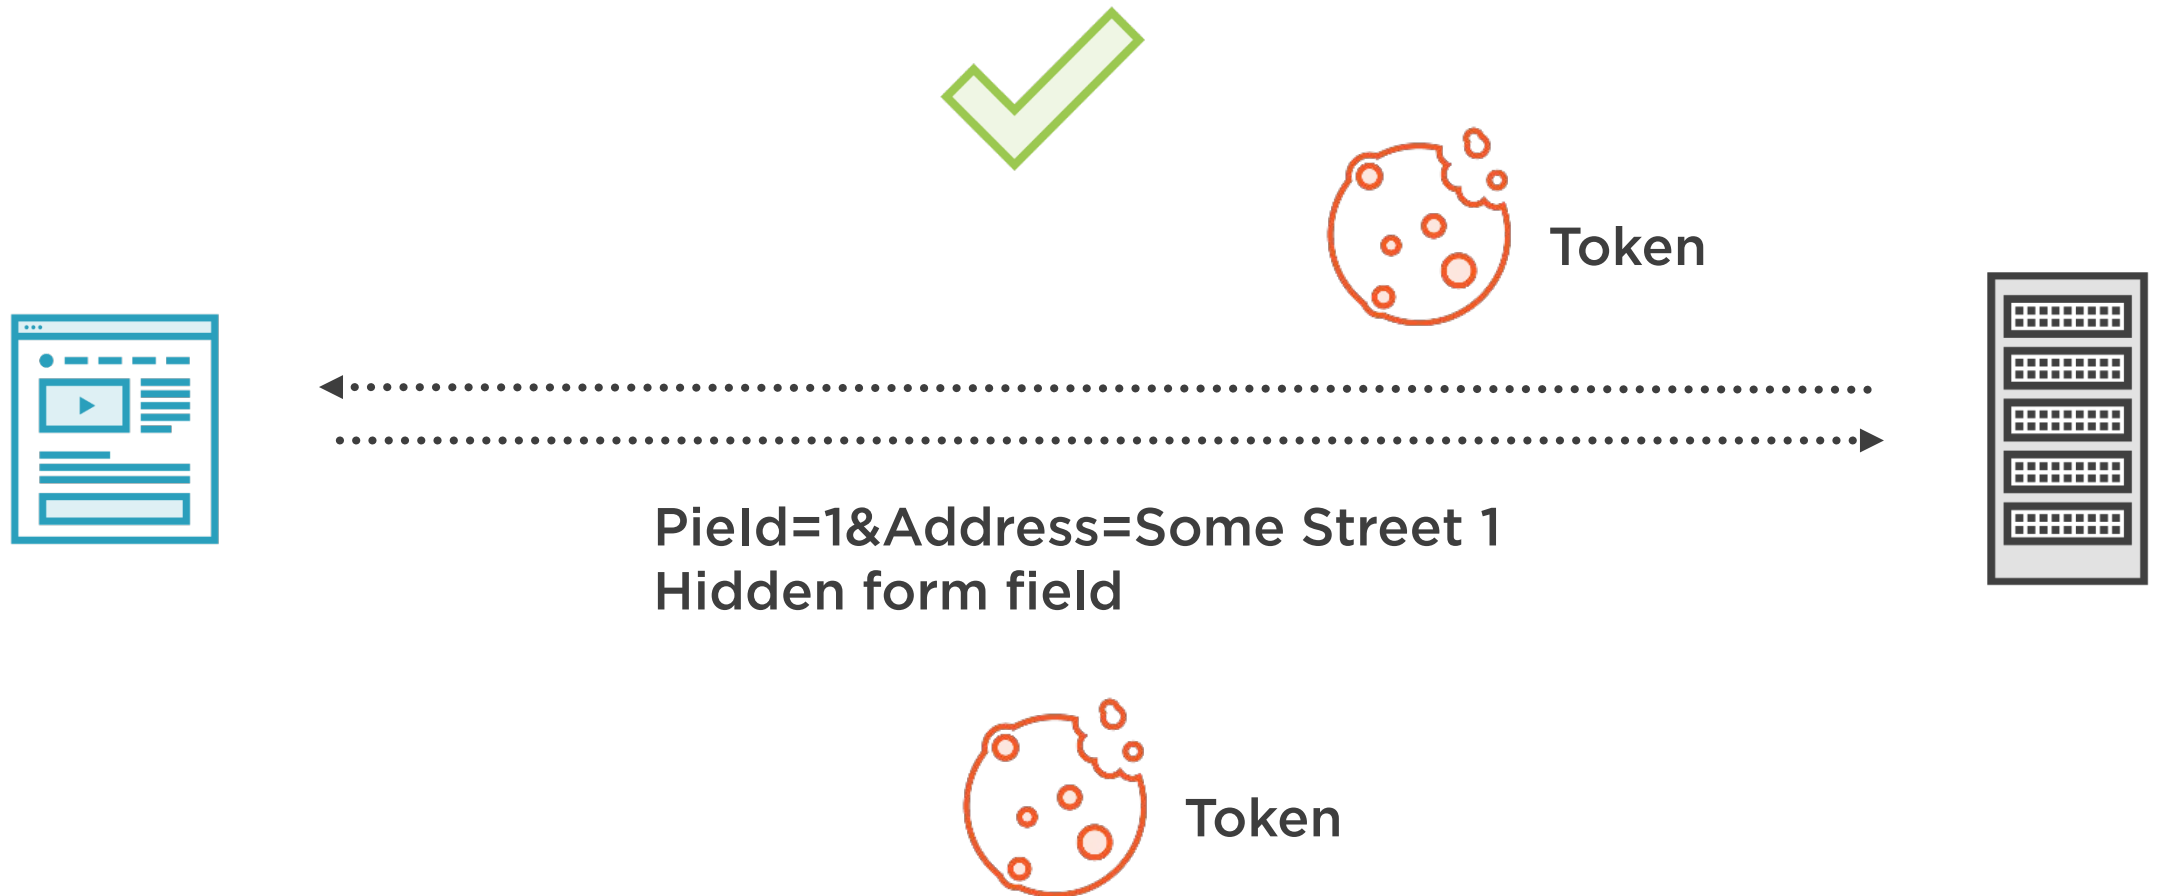 Token
PieId=1&Address=Some Street 1
Hidden form field
Token